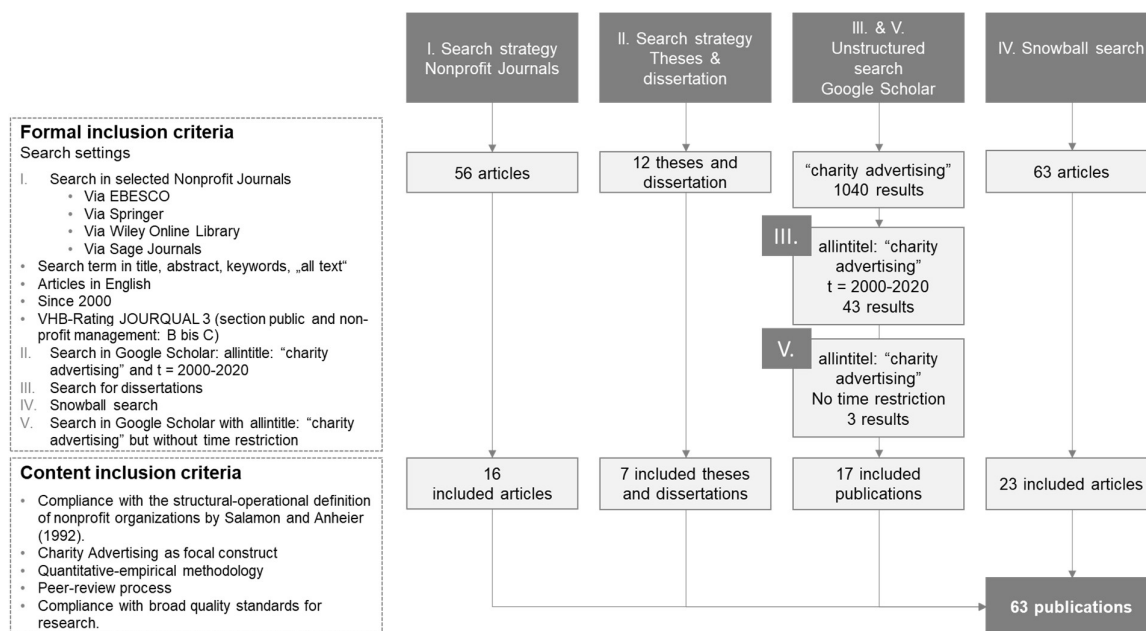 I. Search strategy
Nonprofit Journals
II. Search strategy
Theses &
dissertation
III. & V.
Unstructured
search
Google Scholar
IV. Snowball search
Formal inclusion criteria
Search settings
I. Search in selected Nonprofit Journals
• Via EBESCO
• Via Springer
• Via Wiley Online Library
• Via Sage Journals
• Search term in title, abstract, keywords, „all text“
• Articles in English
• Since 2000
• VHB-Rating JOURQUAL 3 (section public and non-
profit management: B bis C)
II. Search in Google Scholar: allintitle: “charity
advertising” and t = 2000-2020
III. Search for dissertations
IV. Snowball search
V. Search in Google Scholar with allintitle: “charity
advertising” but without time restriction
56 articles
12 theses and
dissertation
“charity advertising”
1040 results
63 articles
III.
allintitel: “charity
advertising”
t = 2000-2020
43 results
V.
allintitel: “charity
advertising”
No time restriction
3 results
Content inclusion criteria
• Compliance with the structural-operational definition
of nonprofit organizations by Salamon and Anheier
(1992).
• Charity Advertising as focal construct
• Quantitative-empirical methodology
• Peer-review process
• Compliance with broad quality standards for
research.
16
included articles
7 included theses
and dissertations
17 included
publications
23 included articles
63 publications